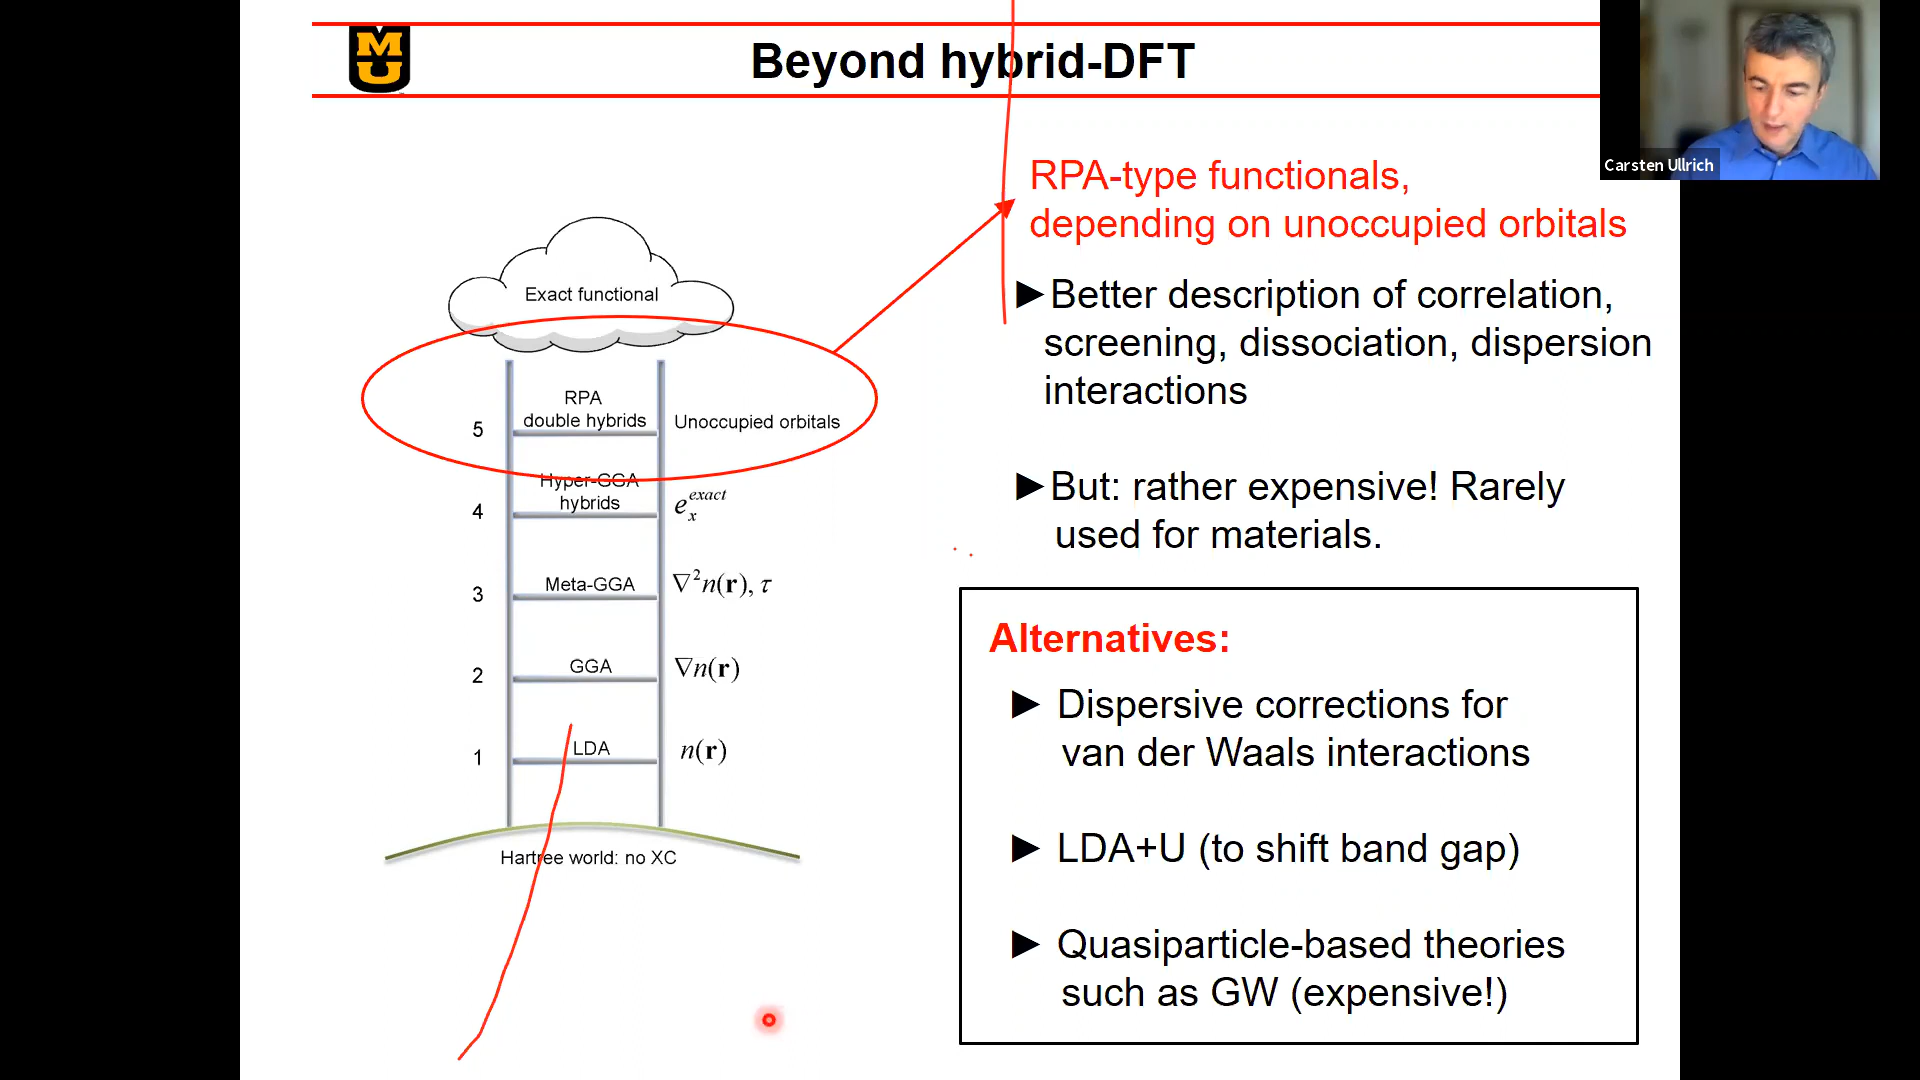 MU
Beyond hybrid-DFT
Carsten Ullrich
RPA-type functionals,
depending on unoccupied orbitals
►Better description of correlation,
screening, dissociation, dispersion
interactions
►But: rather expensive! Rarely
used for materials.
Exact functional
RPA
5 double hybrids Unoccupied orbitals
Hyper-GGA
4 hybrids e_x^exact
3 Meta-GGA ∇²n(r), τ
2 GGA ∇n(r)
1 LDA n(r)
Hartree world: no XC
Alternatives:
► Dispersive corrections for
van der Waals interactions
► LDA+U (to shift band gap)
► Quasiparticle-based theories
such as GW (expensive!)